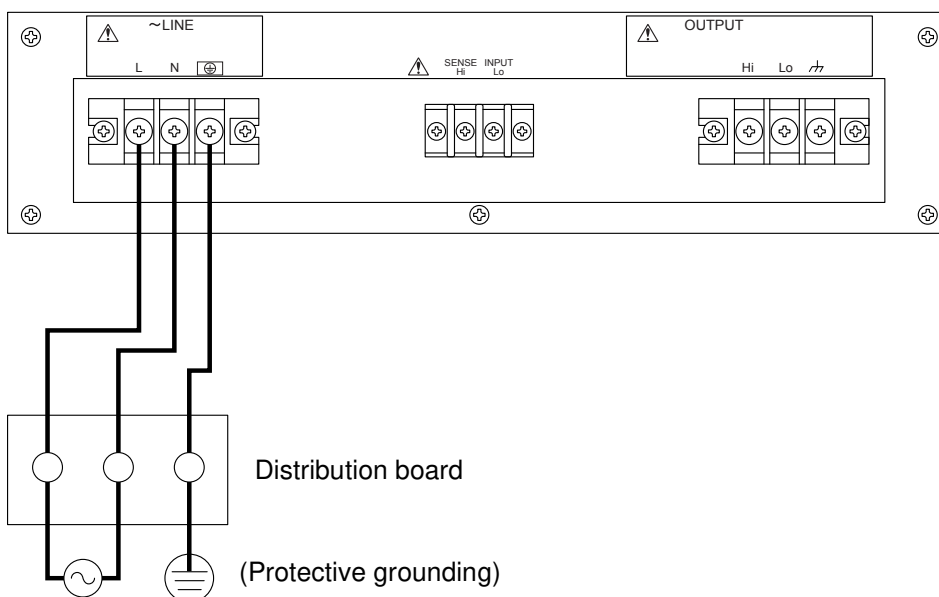 ~LINE
L N
SENSE INPUT
Hi Lo
OUTPUT
Hi Lo
Distribution board
(Protective grounding)